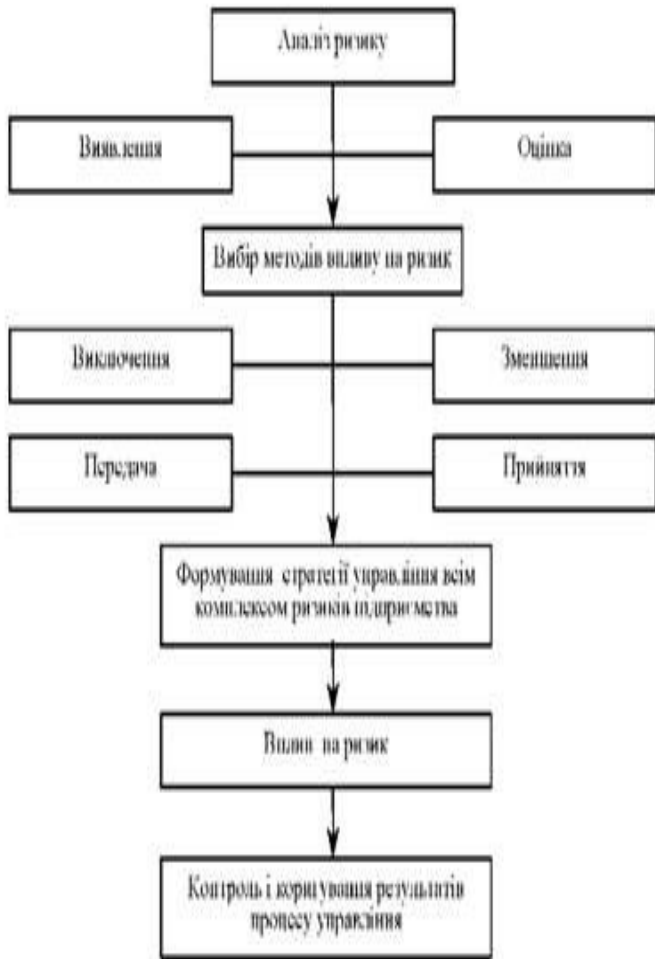 Аналіз ризику
Виявлення
Оцінка
Вибір методів впливу на ризик
Виключення
Зменшення
Передача
Прийняття
Формування стратегії управління всім
комплексом ризиків підприємства
Вплив на ризик
Контроль і коригування результатів
процесу управління